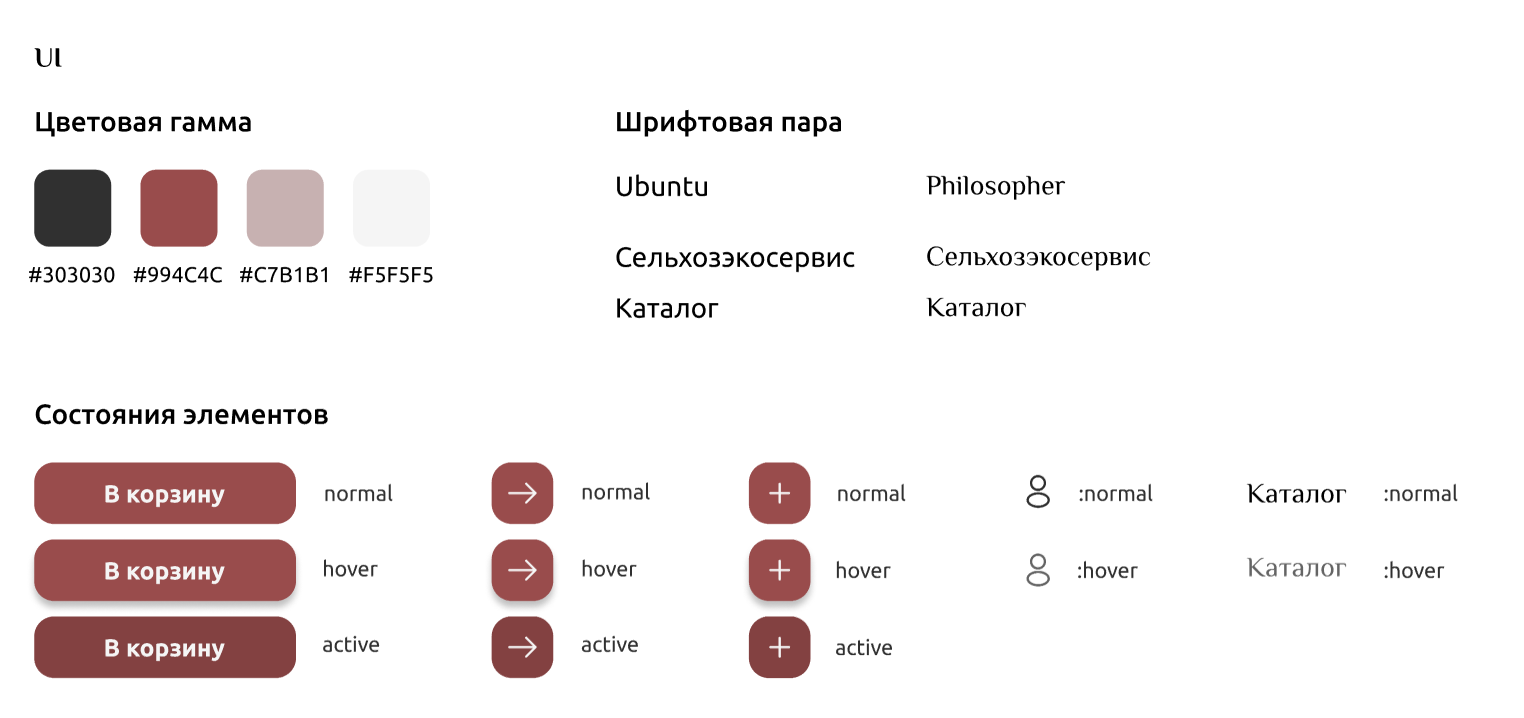 UI
Цветовая гамма
#303030 #994C4C #C7B1B1 #F5F5F5
Шрифтовая пара
Ubuntu Philosopher
Сельхозэкосервис Сельхозэкосервис
Каталог Каталог
Состояния элементов
В корзину normal normal normal :normal Каталог :normal
В корзину hover hover hover :hover Каталог :hover
В корзину active active active